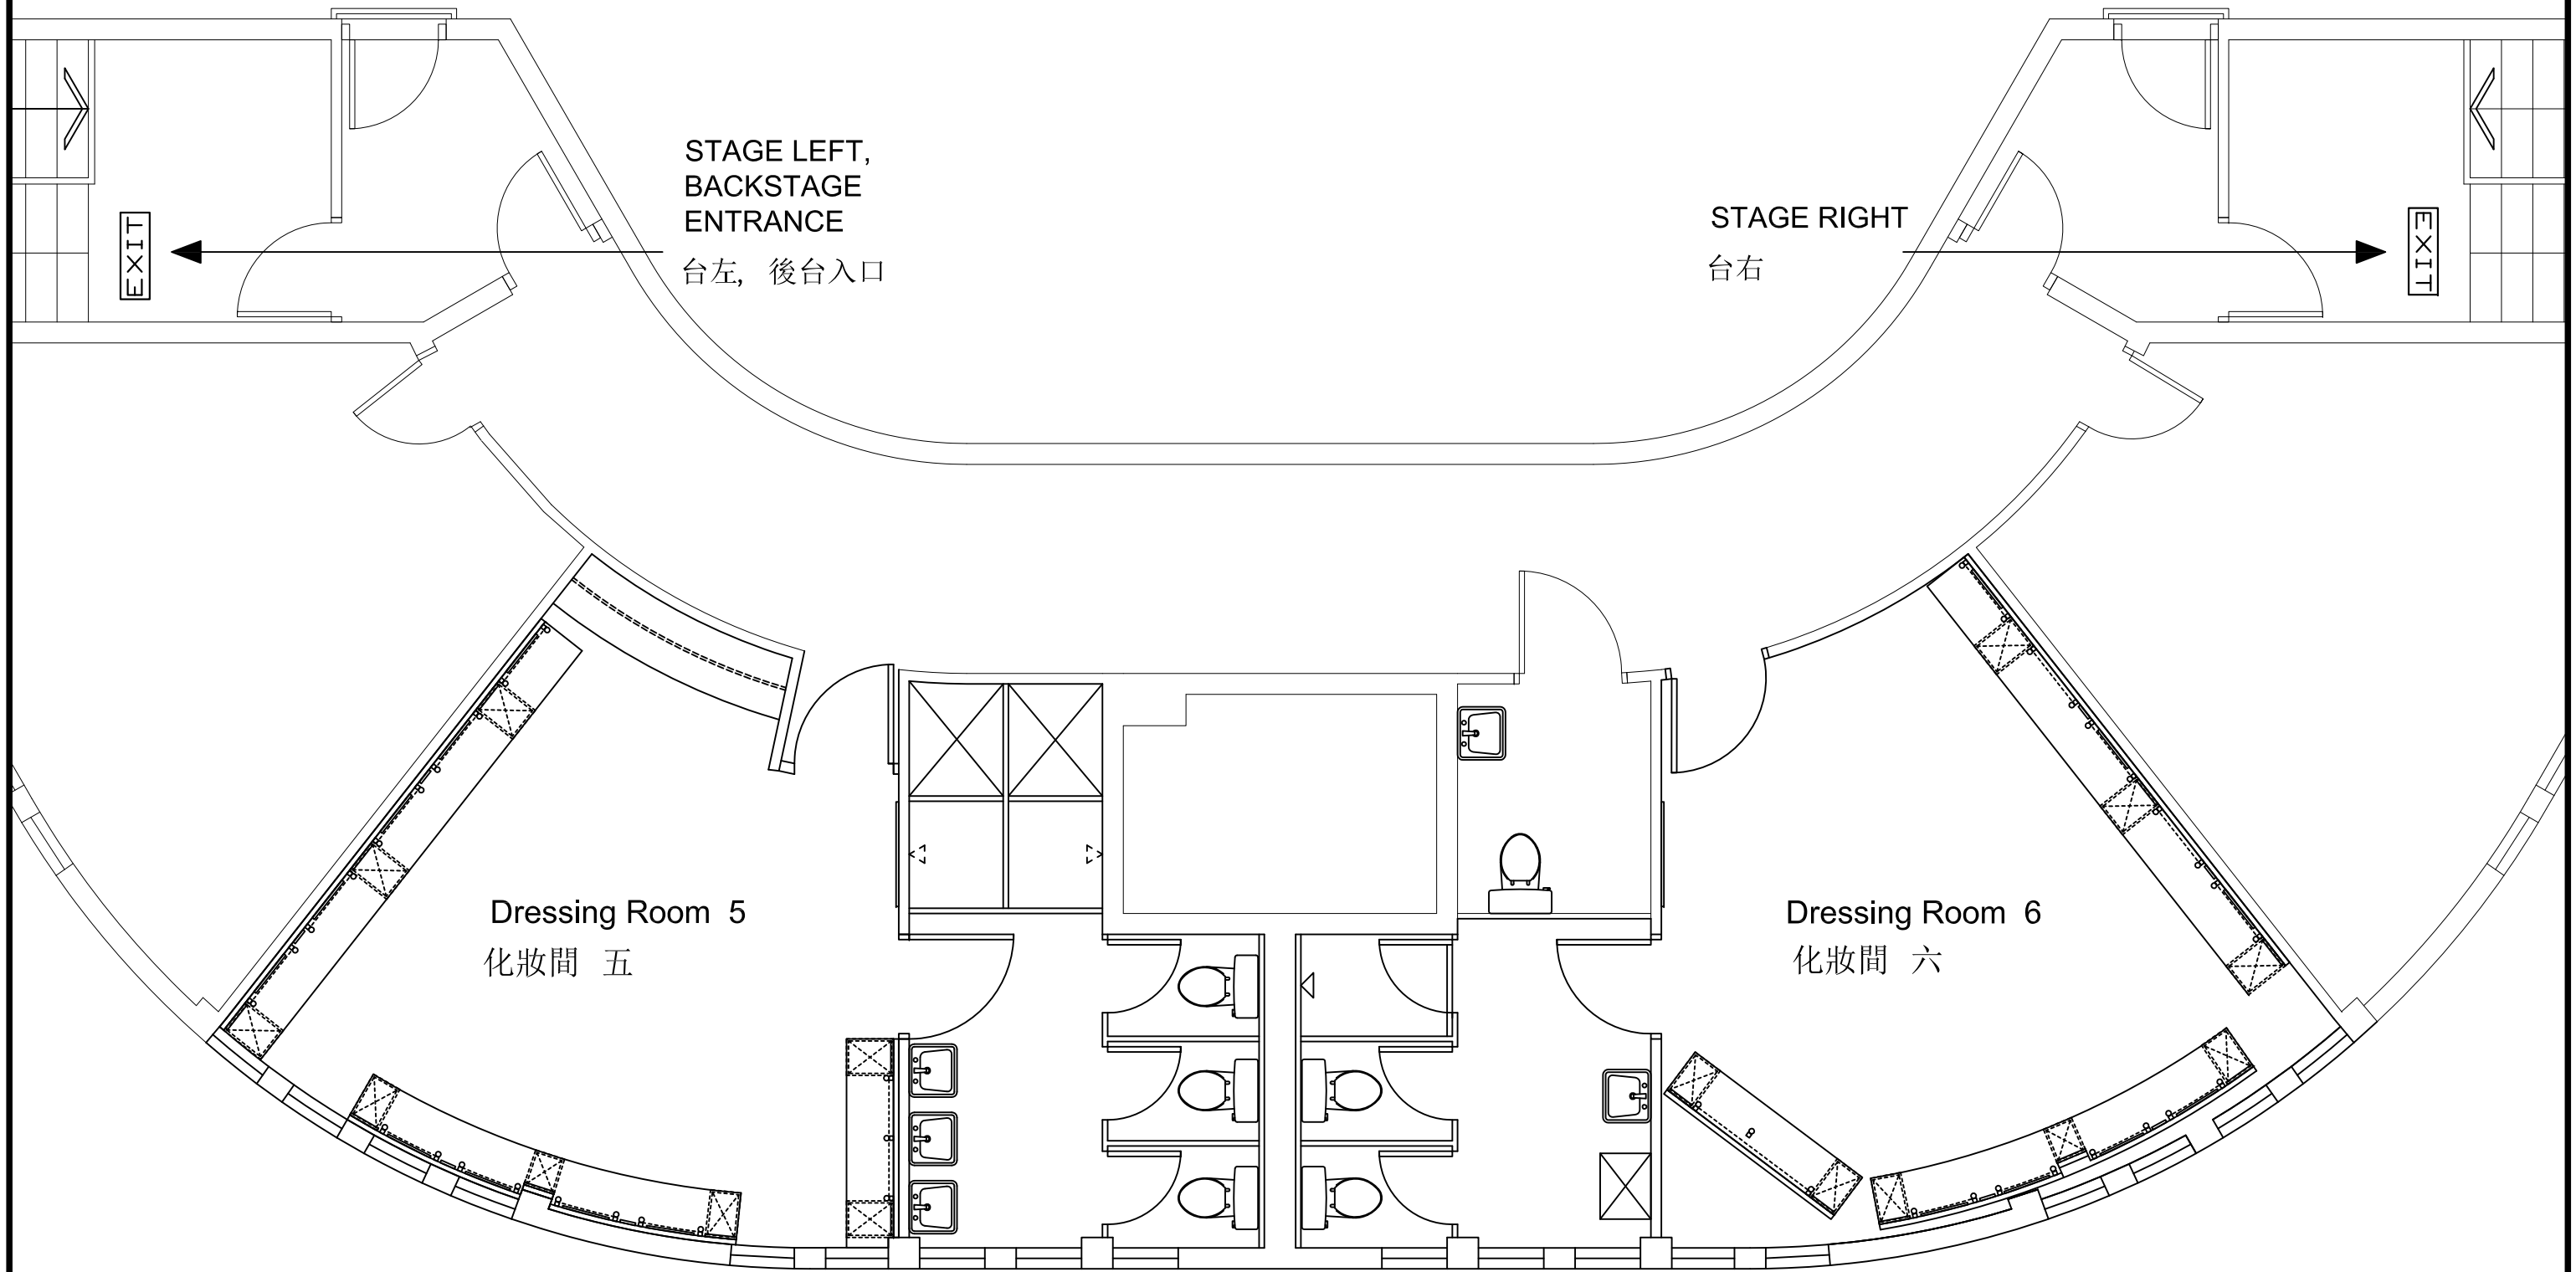 STAGE LEFT,
BACKSTAGE
ENTRANCE
台左, 後台入口
EXIT
STAGE RIGHT
台右
EXIT
Dressing Room 5
化妝間 五
Dressing Room 6
化妝間 六